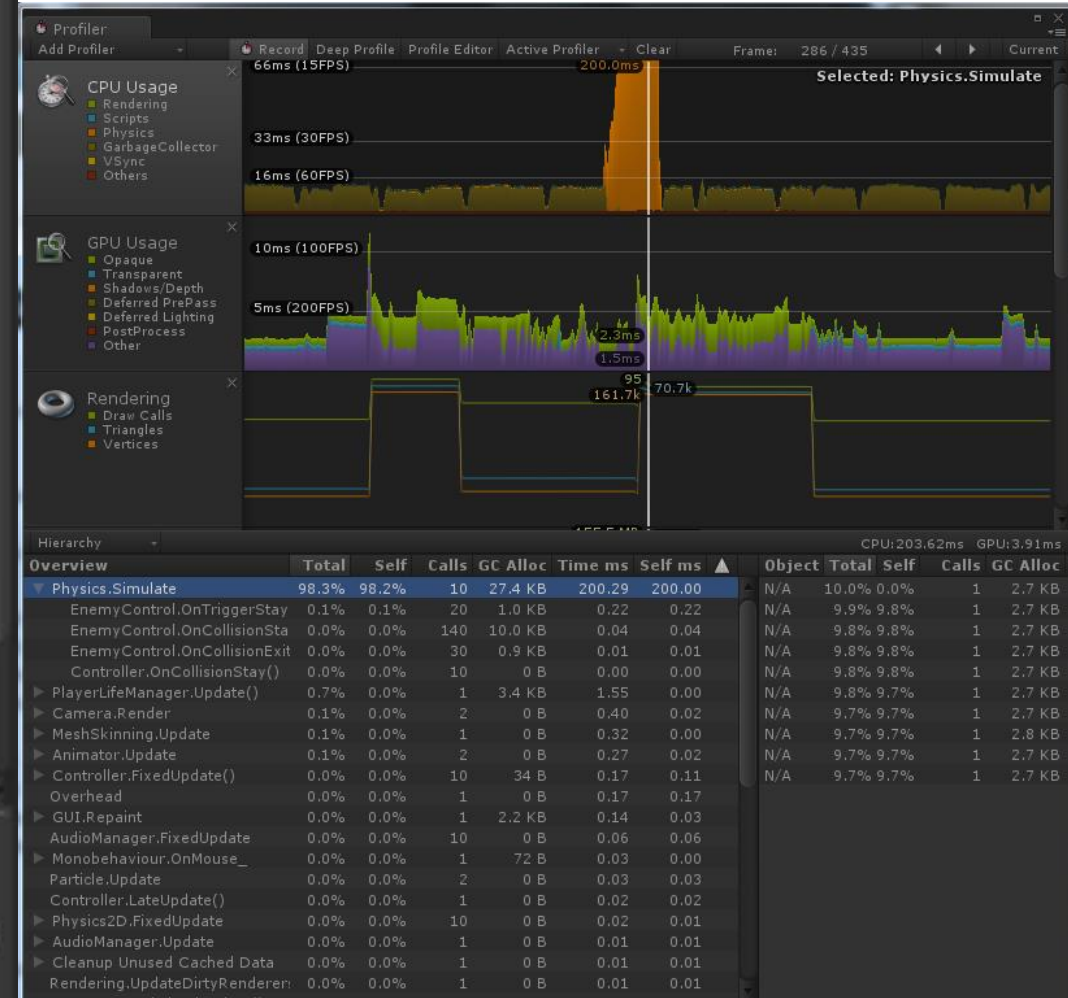 Profiler
Add Profiler Record Deep Profile Profile Editor Active Profiler Clear Frame: 286 / 435 Current
CPU Usage
Rendering
Scripts
Physics
GarbageCollector
VSync
Others
66ms (15FPS)
33ms (30FPS)
16ms (60FPS)
200.0ms
Selected: Physics.Simulate
GPU Usage
Opaque
Transparent
Shadows/Depth
Deferred PrePass
Deferred Lighting
PostProcess
Other
10ms (100FPS)
5ms (200FPS)
2.3ms
1.5ms
Rendering
Draw Calls
Triangles
Vertices
95
161.7k 70.7k
Hierarchy CPU:203.62ms GPU:3.91ms
Overview Total Self Calls GC Alloc Time ms Self ms Object Total Self Calls GC Alloc
Physics.Simulate 98.3% 98.2% 10 27.4 KB 200.29 200.00 N/A 10.0% 0.0% 1 2.7 KB
EnemyControl.OnTriggerStay 0.1% 0.1% 20 1.0 KB 0.22 0.22 N/A 9.9% 9.8% 1 2.7 KB
EnemyControl.OnCollisionSta 0.0% 0.0% 140 10.0 KB 0.04 0.04 N/A 9.8% 9.8% 1 2.7 KB
EnemyControl.OnCollisionExit 0.0% 0.0% 30 0.9 KB 0.01 0.01 N/A 9.8% 9.8% 1 2.7 KB
Controller.OnCollisionStay() 0.0% 0.0% 10 0 B 0.00 0.00 N/A 9.8% 9.8% 1 2.7 KB
PlayerLifeManager.Update() 0.7% 0.0% 1 3.4 KB 1.55 0.00 N/A 9.8% 9.7% 1 2.7 KB
Camera.Render 0.1% 0.0% 2 0 B 0.40 0.02 N/A 9.7% 9.7% 1 2.7 KB
MeshSkinning.Update 0.1% 0.0% 1 0 B 0.32 0.00 N/A 9.7% 9.7% 1 2.8 KB
Animator.Update 0.1% 0.0% 2 0 B 0.27 0.02 N/A 9.7% 9.7% 1 2.7 KB
Controller.FixedUpdate() 0.0% 0.0% 10 34 B 0.17 0.11 N/A 9.7% 9.7% 1 2.7 KB
Overhead 0.0% 0.0% 1 0 B 0.17 0.17
GUI.Repaint 0.0% 0.0% 1 2.2 KB 0.14 0.03
AudioManager.FixedUpdate 0.0% 0.0% 10 0 B 0.06 0.06
Monobehaviour.OnMouse_ 0.0% 0.0% 1 72 B 0.03 0.00
Particle.Update 0.0% 0.0% 2 0 B 0.03 0.03
Controller.LateUpdate() 0.0% 0.0% 1 0 B 0.02 0.02
Physics2D.FixedUpdate 0.0% 0.0% 10 0 B 0.02 0.01
AudioManager.Update 0.0% 0.0% 1 0 B 0.01 0.01
Cleanup Unused Cached Data 0.0% 0.0% 1 0 B 0.01 0.01
Rendering.UpdateDirtyRenderer: 0.0% 0.0% 1 0 B 0.01 0.01